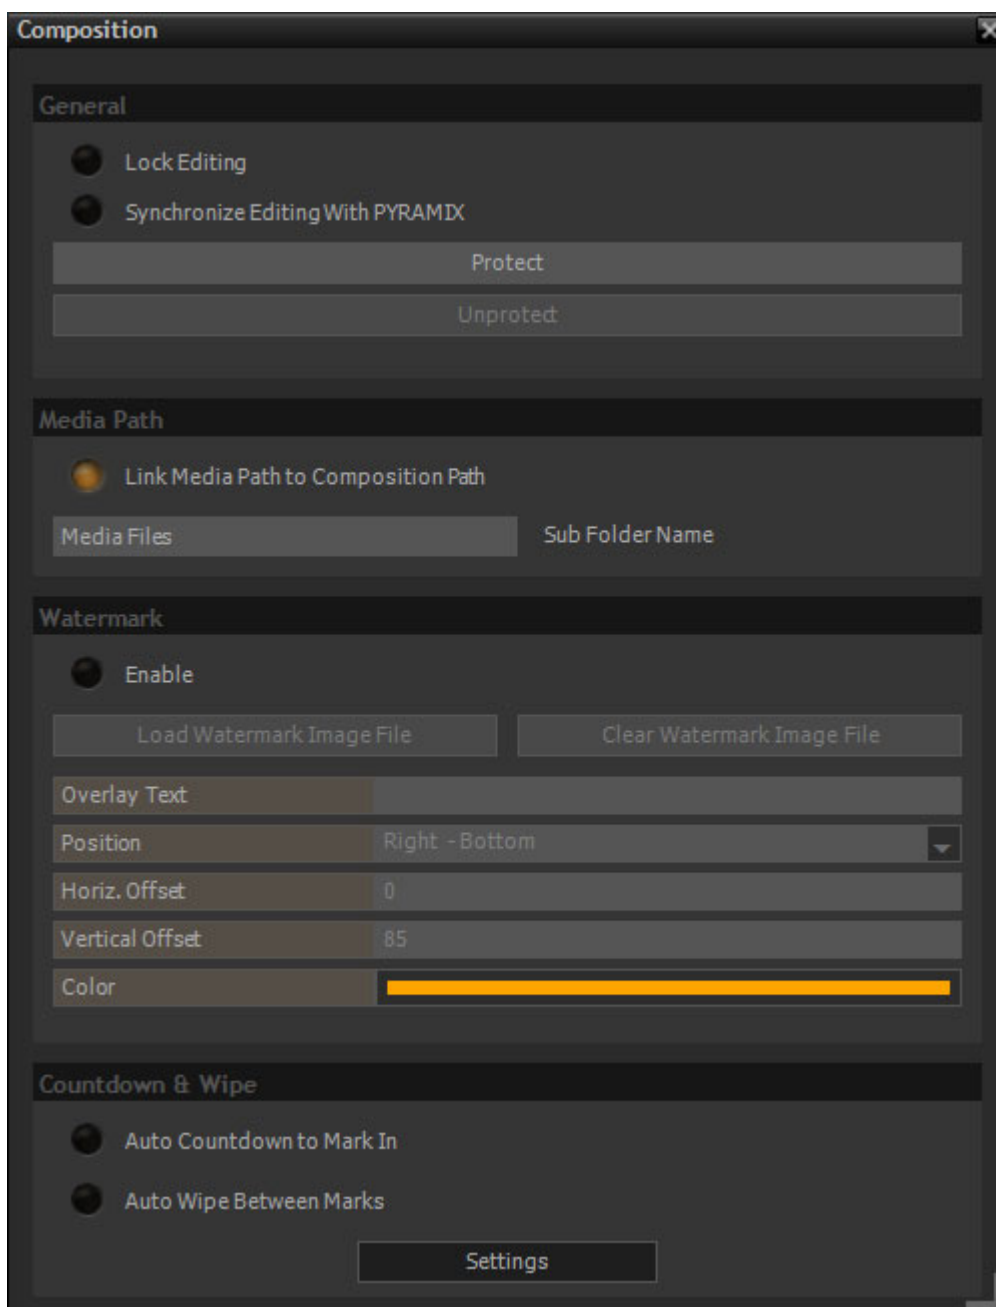 Composition
General
Lock Editing
Synchronize Editing With PYRAMIX
Protect
Unprotect
Media Path
Link Media Path to Composition Path
Media Files Sub Folder Name
Watermark
Enable
Load Watermark Image File Clear Watermark Image File
Overlay Text
Position Right - Bottom
Horiz. Offset 0
Vertical Offset 85
Color
Countdown & Wipe
Auto Countdown to Mark In
Auto Wipe Between Marks
Settings